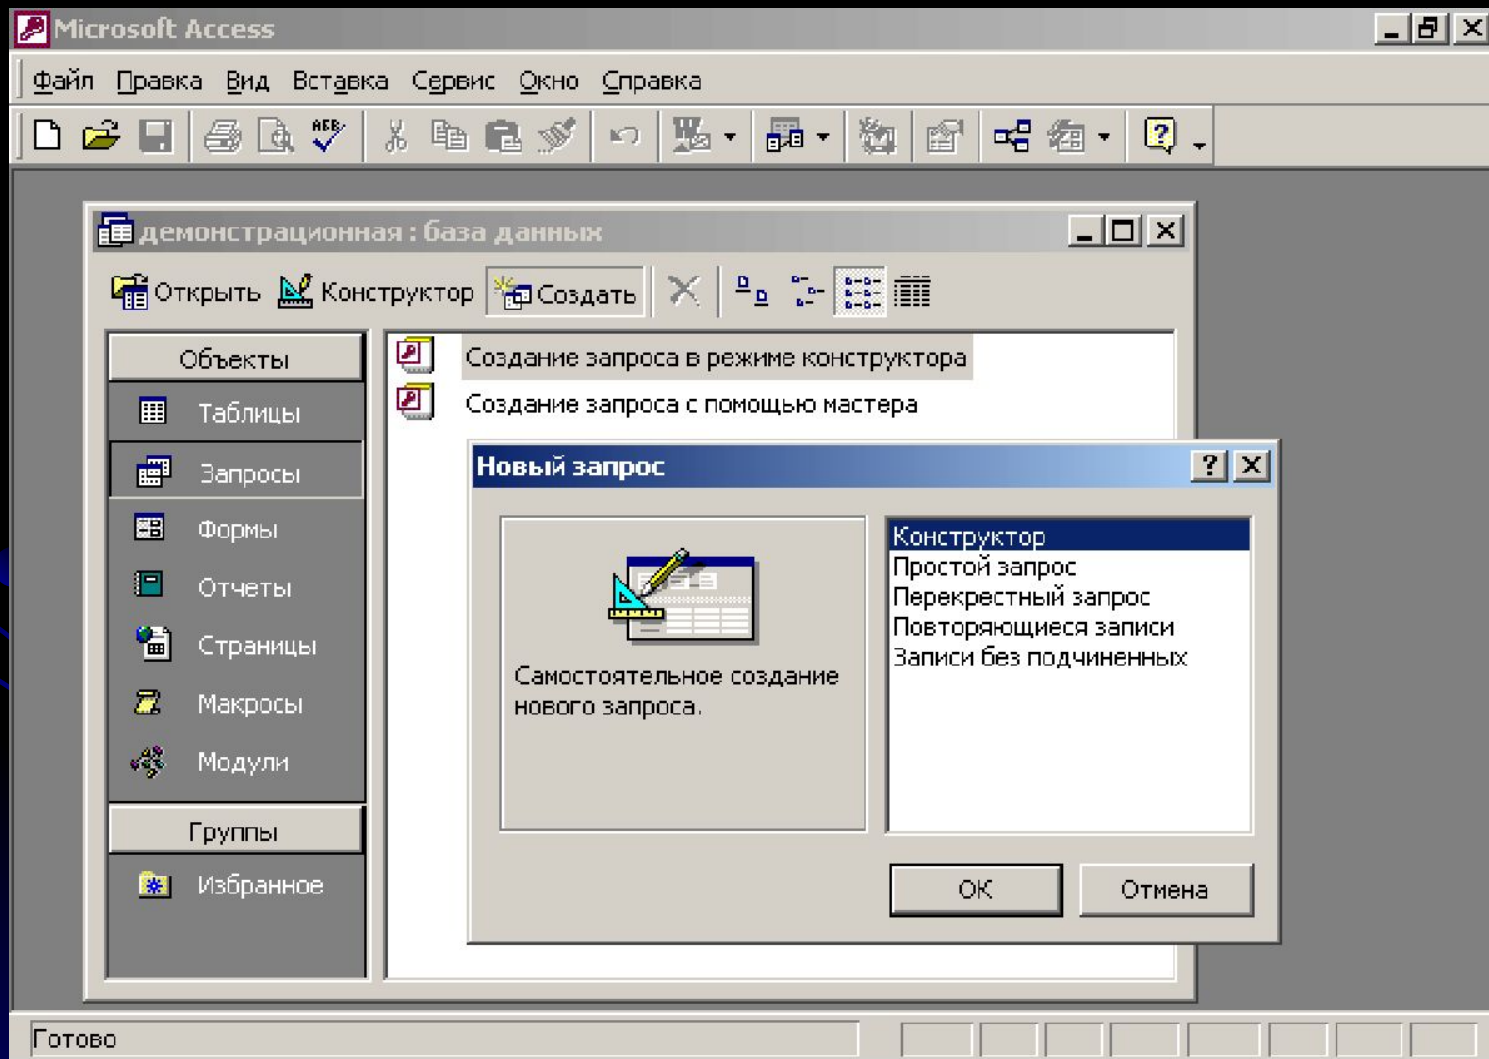 Microsoft Access
Файл Правка Вид Вставка Сервис Окно Справка
АБВ
демонстрационная : база данных
Открыть Конструктор Создать
Объекты
Таблицы
Запросы
Формы
Отчеты
Страницы
Макросы
Модули
Группы
Избранное
Создание запроса в режиме конструктора
Создание запроса с помощью мастера
Новый запрос
Самостоятельное создание
нового запроса.
Конструктор
Простой запрос
Перекрестный запрос
Повторяющиеся записи
Записи без подчиненных
ОК Отмена
Готово